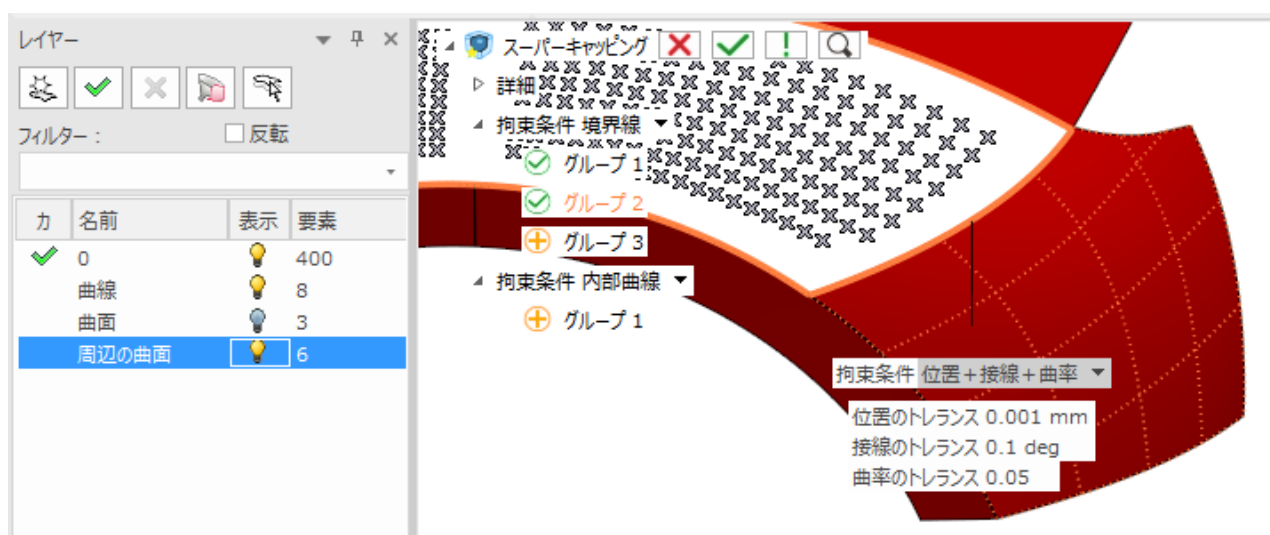 レイヤー
フィルター：
反転
カ 名前 表示 要素
0 400
曲線 8
曲面 3
周辺の曲面 6
スーパーキャッピング
詳細
拘束条件 境界線
グループ 1
グループ 2
グループ 3
拘束条件 内部曲線
グループ 1
拘束条件 位置+接線+曲率
位置のトレランス 0.001 mm
接線のトレランス 0.1 deg
曲率のトレランス 0.05